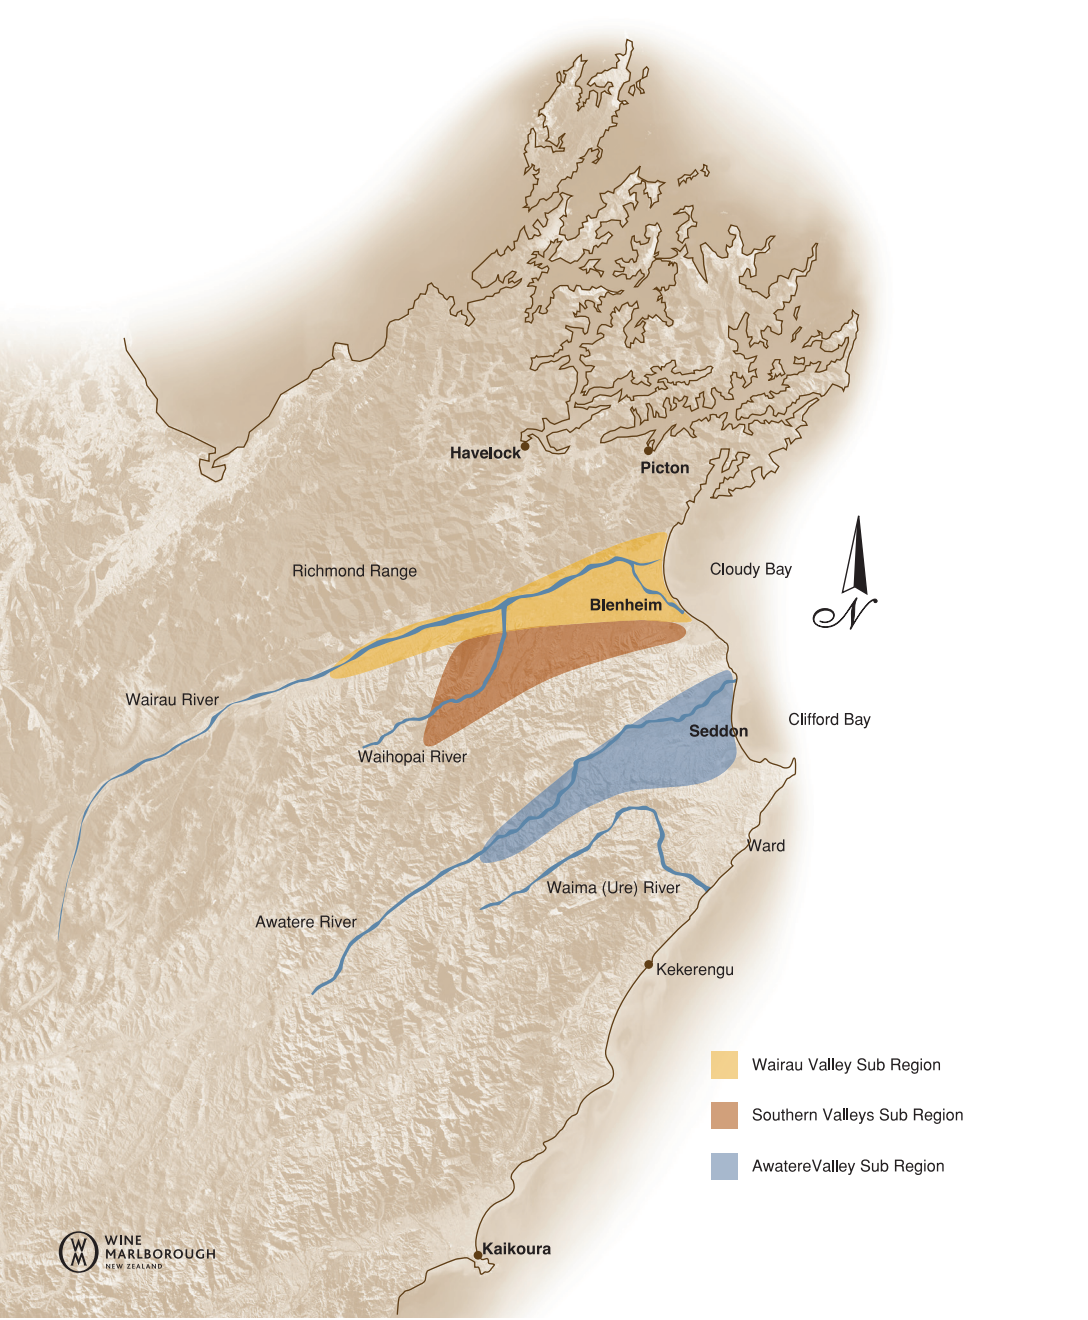 Havelock
Picton
Richmond Range
Cloudy Bay
Blenheim
N
Wairau River
Clifford Bay
Seddon
Waihopai River
Ward
Waima (Ure) River
Awatere River
Kekerengu
Wairau Valley Sub Region
Southern Valleys Sub Region
AwatereValley Sub Region
W
M
WINE
MARLBOROUGH
NEW ZEALAND
Kaikoura